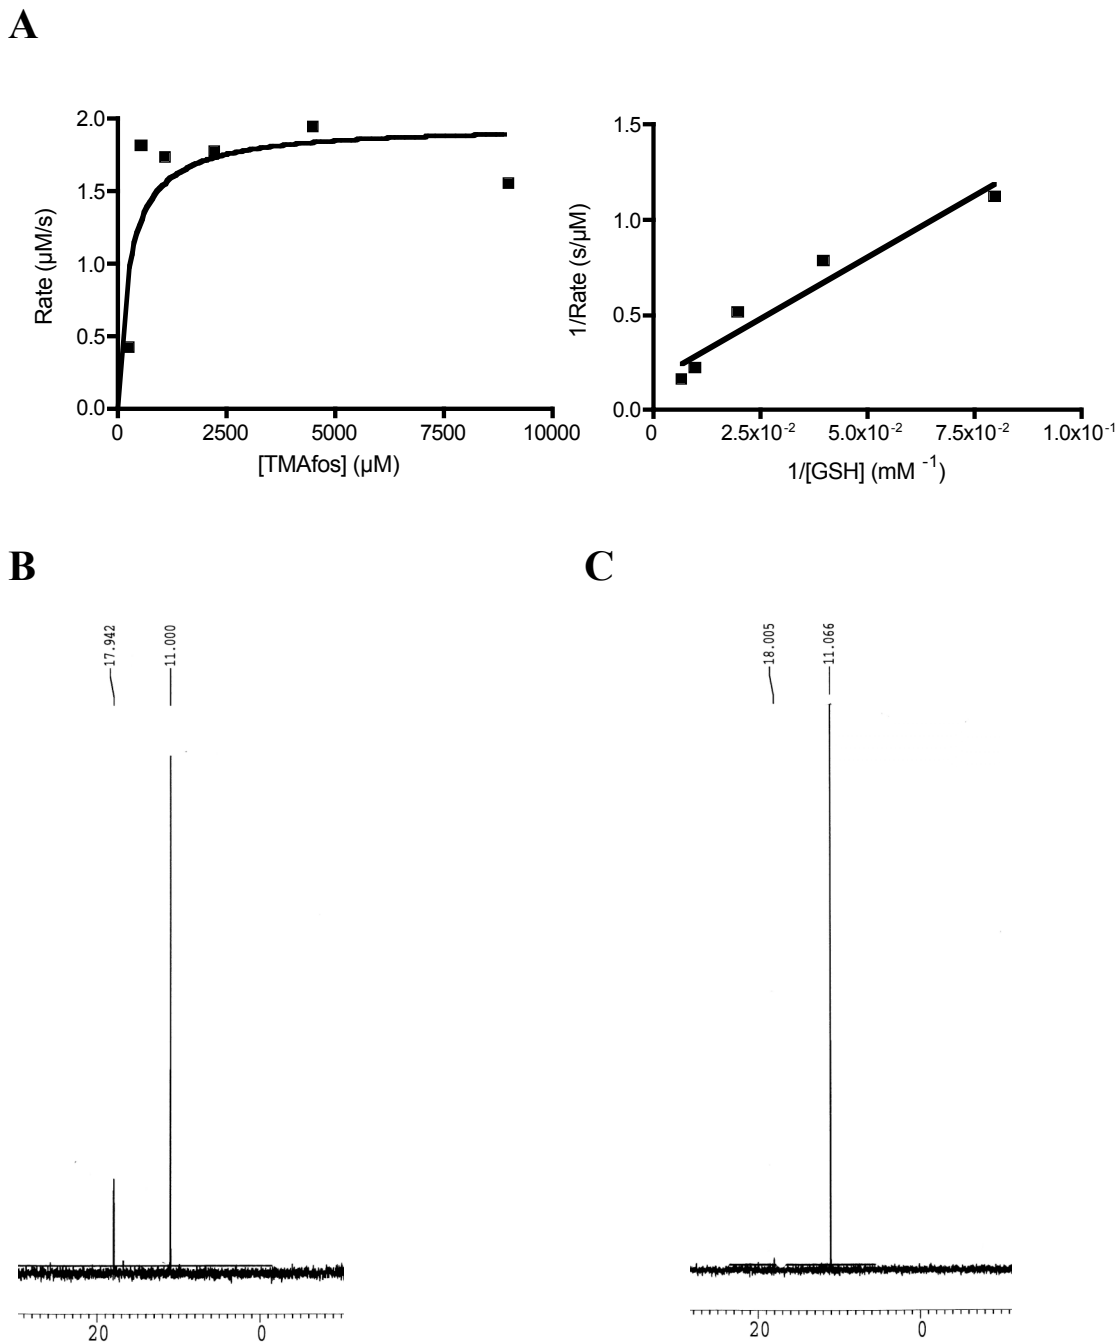 A
2.0
1.5
1.0
0.5
0.0
Rate (µM/s)
0 2500 5000 7500 10000
[TMAfos] (µM)
1.5
1.0
0.5
0.0
1/Rate (s/µM)
0 2.5x10⁻² 5.0x10⁻² 7.5x10⁻² 1.0x10⁻¹
1/[GSH] (mM ⁻¹)
B
17.942
11.000
20 0
C
18.005
11.066
20 0